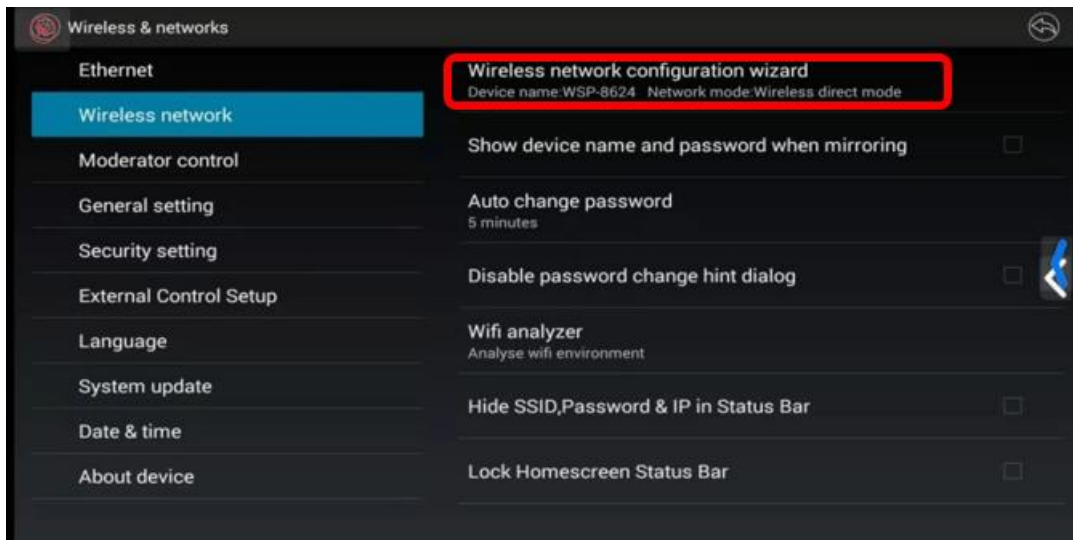 Wireless & networks
Ethernet
Wireless network
Moderator control
General setting
Security setting
External Control Setup
Language
System update
Date & time
About device
Wireless network configuration wizard
Device name:WSP-8624 Network mode:Wireless direct mode
Show device name and password when mirroring
Auto change password
5 minutes
Disable password change hint dialog
Wifi analyzer
Analyse wifi environment
Hide SSID,Password & IP in Status Bar
Lock Homescreen Status Bar